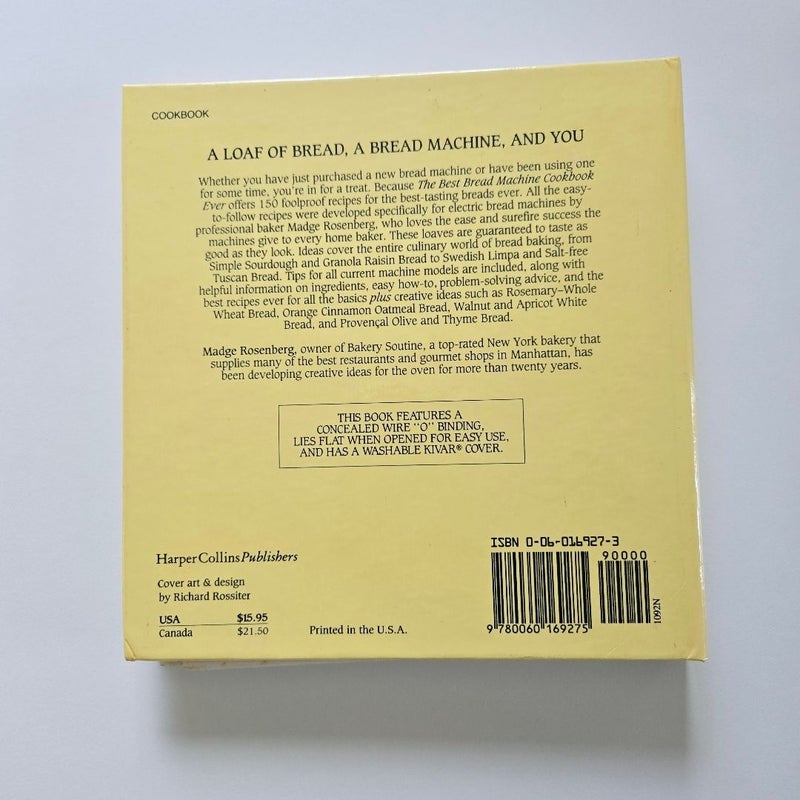 COOKBOOK
A LOAF OF BREAD, A BREAD MACHINE, AND YOU
Whether you have just purchased a new bread machine or have been using one
for some time, you're in for a treat. Because The Best Bread Machine Cookbook
Ever offers 150 foolproof recipes for the best-tasting breads ever. All the easy-
to-follow recipes were developed specifically for electric bread machines by
professional baker Madge Rosenberg, who loves the ease and surefire success the
machines give to every home baker. These loaves are guaranteed to taste as
good as they look. Ideas cover the entire culinary world of bread baking, from
Simple Sourdough and Granola Raisin Bread to Swedish Limpa and Salt-free
Tuscan Bread. Tips for all current machine models are included, along with
helpful information on ingredients, easy how-to, problem-solving advice, and the
best recipes ever for all the basics plus creative ideas such as Rosemary–Whole
Wheat Bread, Orange Cinnamon Oatmeal Bread, Walnut and Apricot White
Bread, and Provençal Olive and Thyme Bread.
Madge Rosenberg, owner of Bakery Soutine, a top-rated New York bakery that
supplies many of the best restaurants and gourmet shops in Manhattan, has
been developing creative ideas for the oven for more than twenty years.
THIS BOOK FEATURES A
CONCEALED WIRE "O" BINDING,
LIES FLAT WHEN OPENED FOR EASY USE,
AND HAS A WASHABLE KIVAR® COVER.
HarperCollinsPublishers
Cover art & design
by Richard Rossiter
USA $15.95
Canada $21.50
Printed in the U.S.A.
ISBN 0-06-016927-3
90000
9 780060 169275
1092N